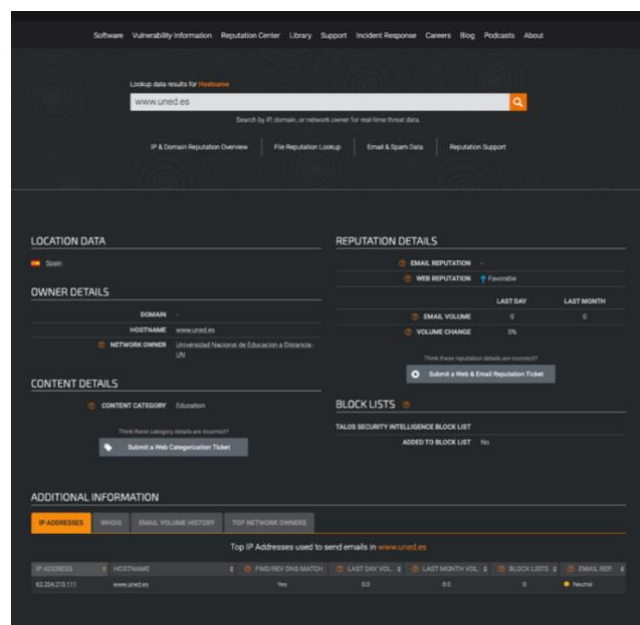 Software Vulnerability Information Reputation Center Library Support Incident Response Careers Blog Podcasts About
Lookup data results for Hostname
www.uned.es
Search by IP, domain, or network owner for real-time threat data.
IP & Domain Reputation Overview File Reputation Lookup Email & Spam Data Reputation Support
LOCATION DATA
Spain
OWNER DETAILS
DOMAIN -
HOSTNAME www.uned.es
NETWORK OWNER Universidad Nacional de Educacion a Distancia -
UN
CONTENT DETAILS
CONTENT CATEGORY Education
Think these category details are incorrect?
Submit a Web Categorization Ticket
REPUTATION DETAILS
EMAIL REPUTATION -
WEB REPUTATION Favorable
LAST DAY LAST MONTH
EMAIL VOLUME 0 0
VOLUME CHANGE 0%
Think these reputation details are incorrect?
Submit a Web & Email Reputation Ticket
BLOCK LISTS
TALOS SECURITY INTELLIGENCE BLOCK LIST
ADDED TO BLOCK LIST No
ADDITIONAL INFORMATION
IP ADDRESSES WHOIS EMAIL VOLUME HISTORY TOP NETWORK OWNERS
Top IP Addresses used to send emails in www.uned.es
IP ADDRESS HOSTNAME FWD/REV DNS MATCH LAST DAY VOL. LAST MONTH VOL. BLOCK LISTS EMAIL REP.
62.204.213.111 www.uned.es Yes 0.0 0.0 0 Neutral